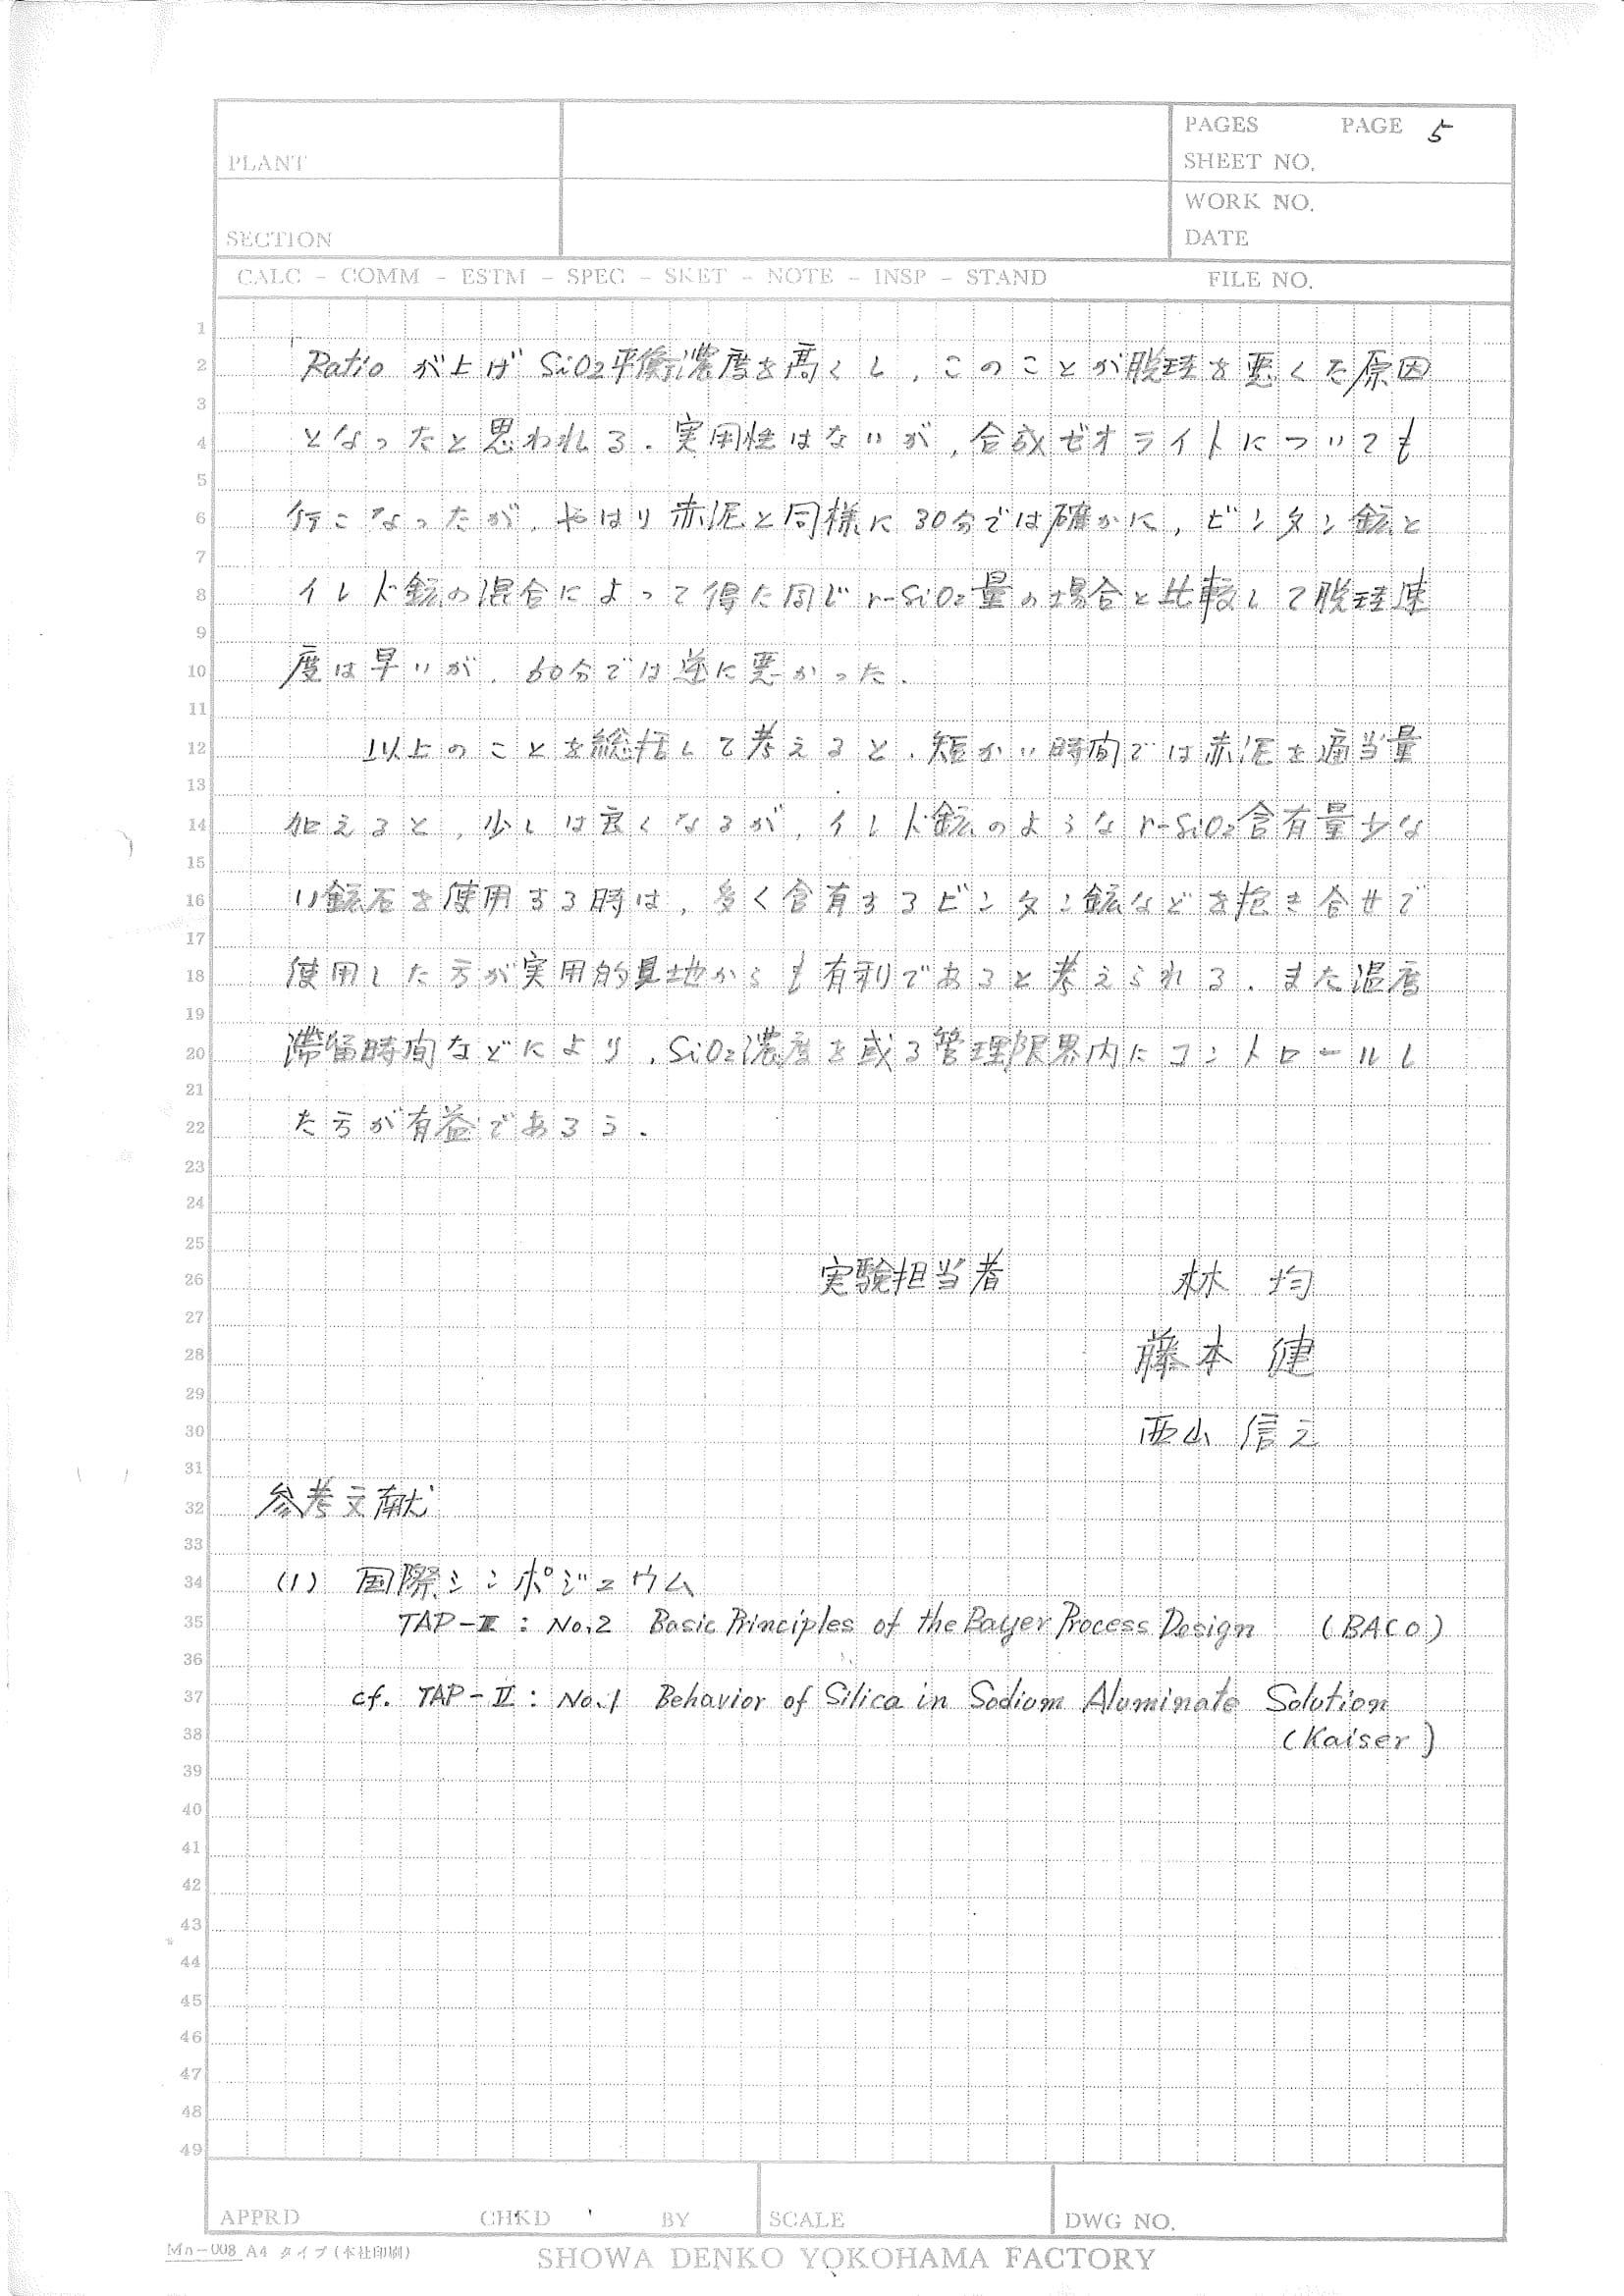 PAGES PAGE 5
PLANT
SHEET NO.
WORK NO.
SECTION
DATE
CALC - COMM - ESTM - SPEC - SKET - NOTE - INSP - STAND FILE NO.
1
2 Ratio が上げ SiO2平衡濃度を高くし,このことが脱珪を悪くた原因
3
4 となったと思われる.実用性はないが,合成ゼオライトについても
5
6 行こなったが,やはり赤泥と同様に30分では確かに,ビンタン鉱と
7
8 イレド鉱の混合によって得た同じr-SiO2量の場合と比較して脱珪速
9
10 度は早いが,60分では逆に悪かった.
11
12 以上のことを総括して考えると,短かい時間では赤泥を適当量
13
14 加えると,少しは良くなるが,イレド鉱のようなr-SiO2含有量少な
15
16 い鉱石を使用する時は,多く含有するビンタン鉱などを抱き合せで
17
18 使用した方が実用的見地からも有利であると考えられる.また温度
19
20 滞留時間などにより,SiO2濃度を或る管理限界内にコントロールし
21
22 た方が有益であろう.
23
24
25
26 実験担当者 林 均
27
28 藤本 健
29
30 西山 信之
31
32 参考文献
33
34 (1) 国際シンポジュウム
35 TAP-Ⅲ : No.2 Basic Principles of the Bayer Process Design (BACO)
36
37 cf. TAP-Ⅱ : No.1 Behavior of Silica in Sodium Aluminate Solution
38 (Kaiser)
39
40
41
42
43
44
45
46
47
48
49
APPRD CHKD BY SCALE DWG NO.
Mn-008 A4 タイプ(本社印刷)
SHOWA DENKO YOKOHAMA FACTORY